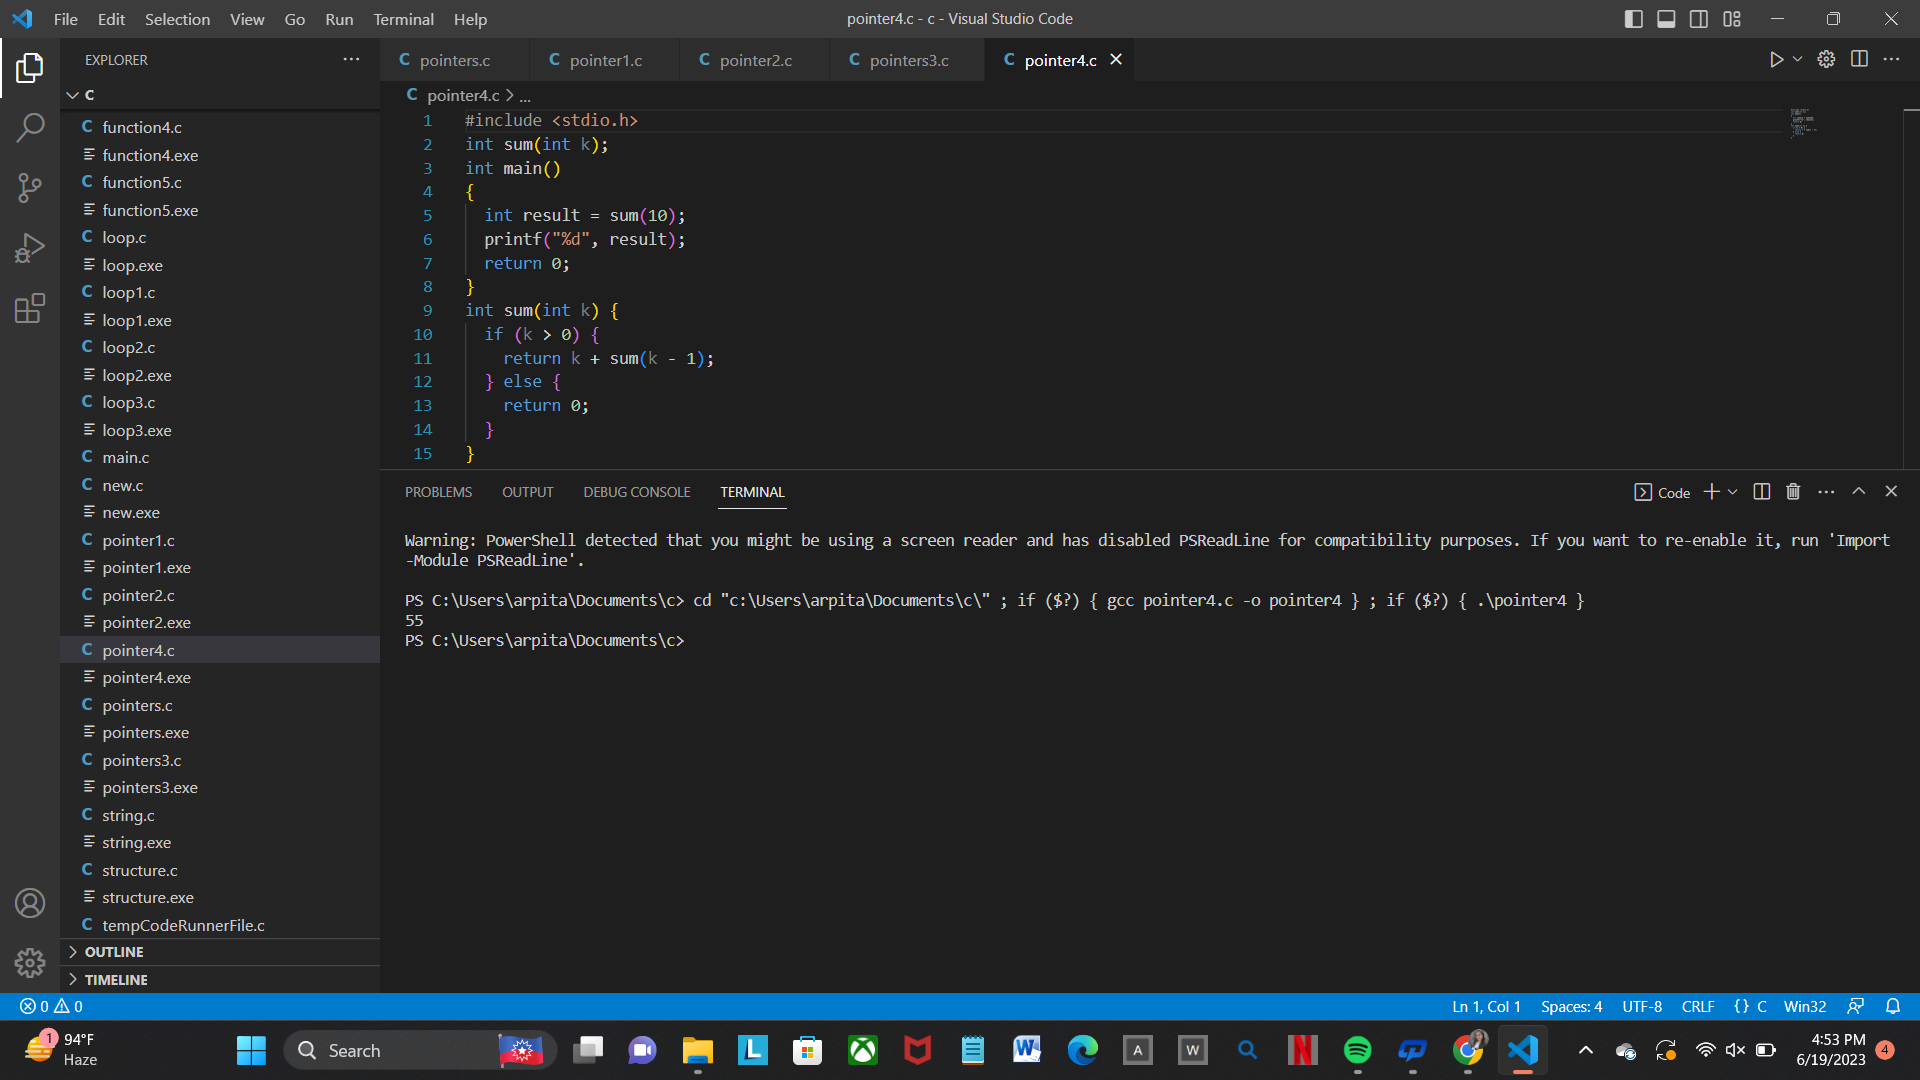 File Edit Selection View Go Run Terminal Help
pointer4.c - c - Visual Studio Code
EXPLORER
C
function4.c
function4.exe
function5.c
function5.exe
loop.c
loop.exe
loop1.c
loop1.exe
loop2.c
loop2.exe
loop3.c
loop3.exe
main.c
new.c
new.exe
pointer1.c
pointer1.exe
pointer2.c
pointer2.exe
pointer4.c
pointer4.exe
pointers.c
pointers.exe
pointers3.c
pointers3.exe
string.c
string.exe
structure.c
structure.exe
tempCodeRunnerFile.c
OUTLINE
TIMELINE
C pointers.c C pointer1.c C pointer2.c C pointers3.c C pointer4.c
C pointer4.c > ...
1 #include <stdio.h>
2 int sum(int k);
3 int main()
4 {
5 int result = sum(10);
6 printf("%d", result);
7 return 0;
8 }
9 int sum(int k) {
10 if (k > 0) {
11 return k + sum(k - 1);
12 } else {
13 return 0;
14 }
15 }
PROBLEMS OUTPUT DEBUG CONSOLE TERMINAL
Code
Warning: PowerShell detected that you might be using a screen reader and has disabled PSReadLine for compatibility purposes. If you want to re-enable it, run 'Import
-Module PSReadLine'.
PS C:\Users\arpita\Documents\c> cd "c:\Users\arpita\Documents\c\" ; if ($?) { gcc pointer4.c -o pointer4 } ; if ($?) { .\pointer4 }
55
PS C:\Users\arpita\Documents\c>
0 0
Ln 1, Col 1 Spaces: 4 UTF-8 CRLF {} C Win32
1
94°F
Haze
Search
4:53 PM
6/19/2023
4